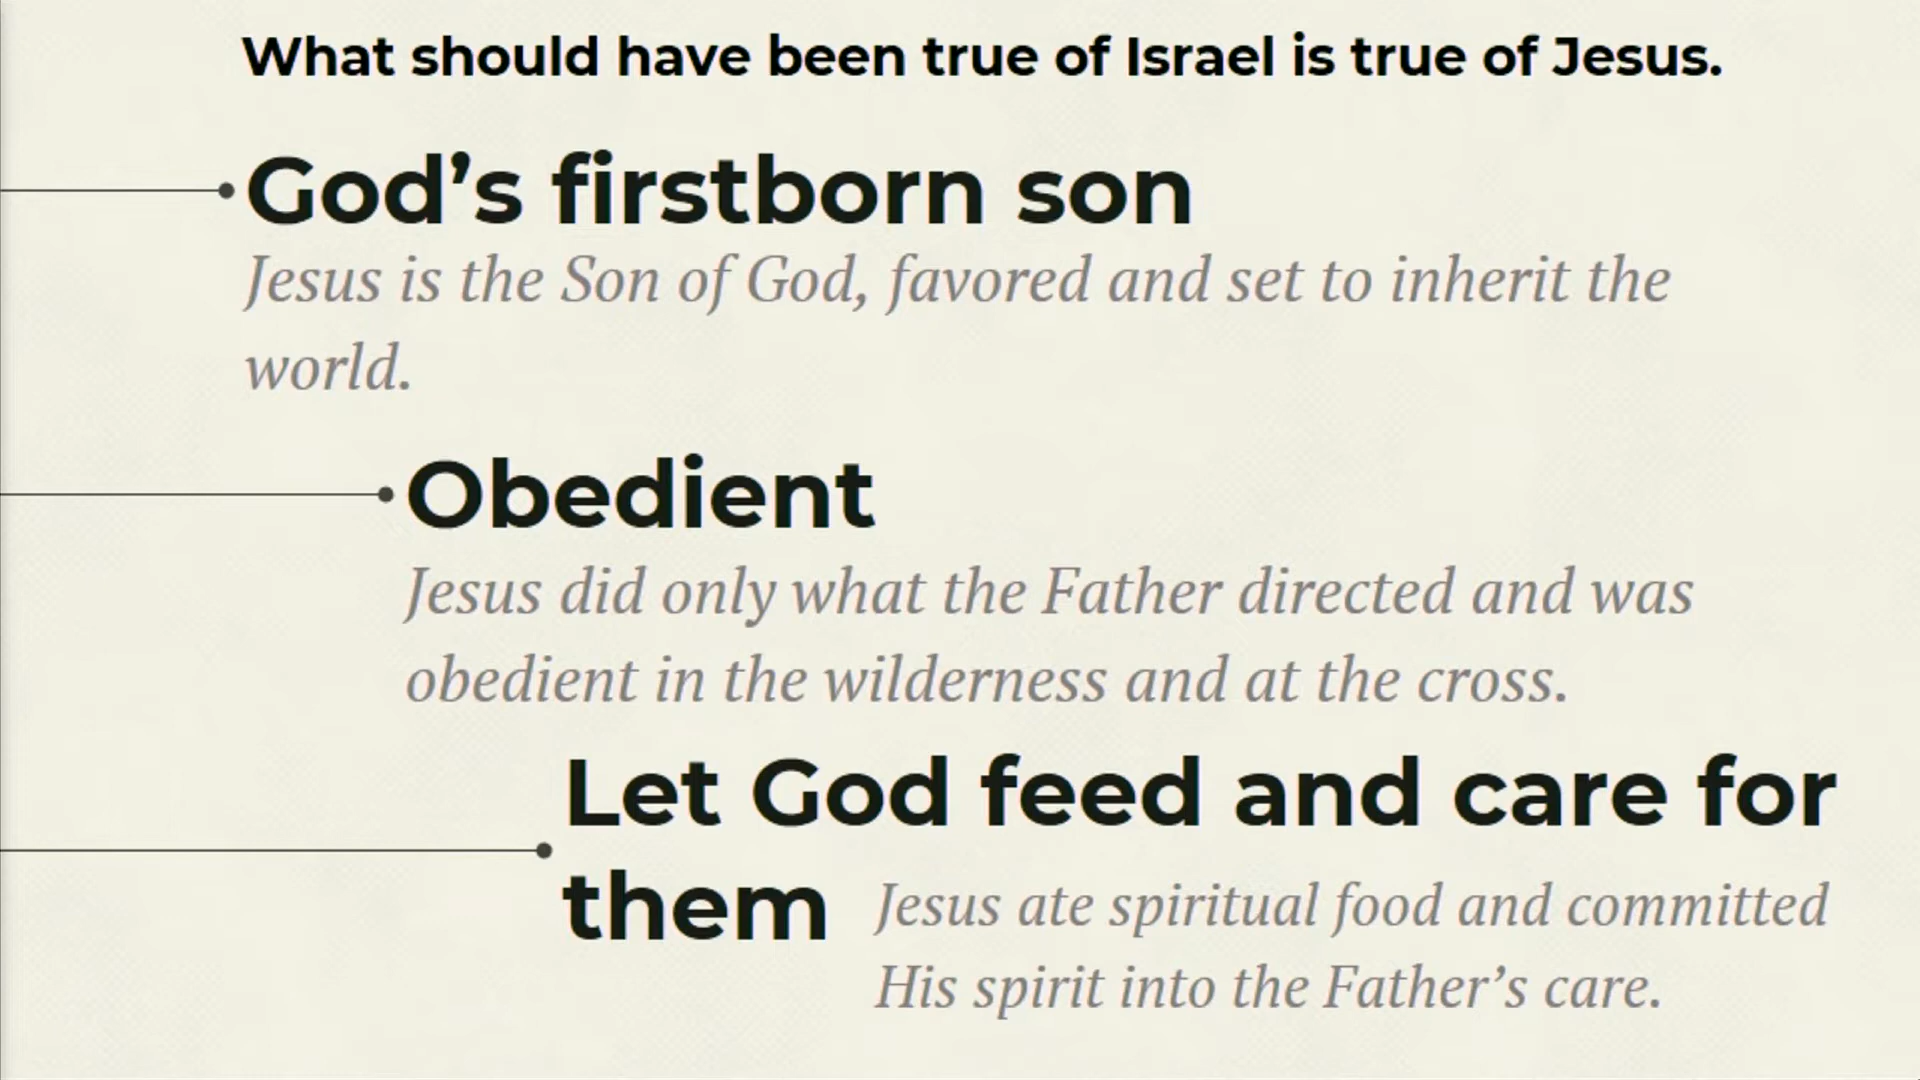 What should have been true of Israel is true of Jesus.
God’s firstborn son
Jesus is the Son of God, favored and set to inherit the
world.
Obedient
Jesus did only what the Father directed and was
obedient in the wilderness and at the cross.
Let God feed and care for
them
Jesus ate spiritual food and committed
His spirit into the Father’s care.